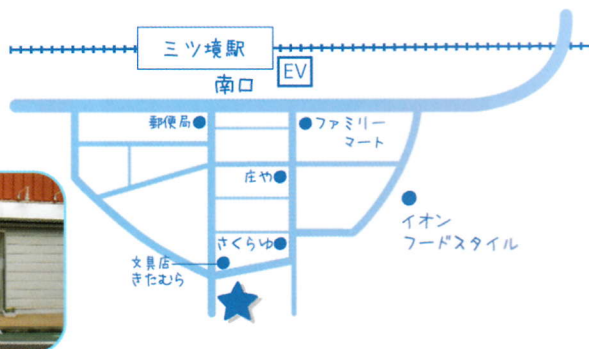 三ツ境駅
南口
EV
郵便局
ファミリー
マート
庄や
イオン
フードスタイル
さくらゆ
文具店
きたむら